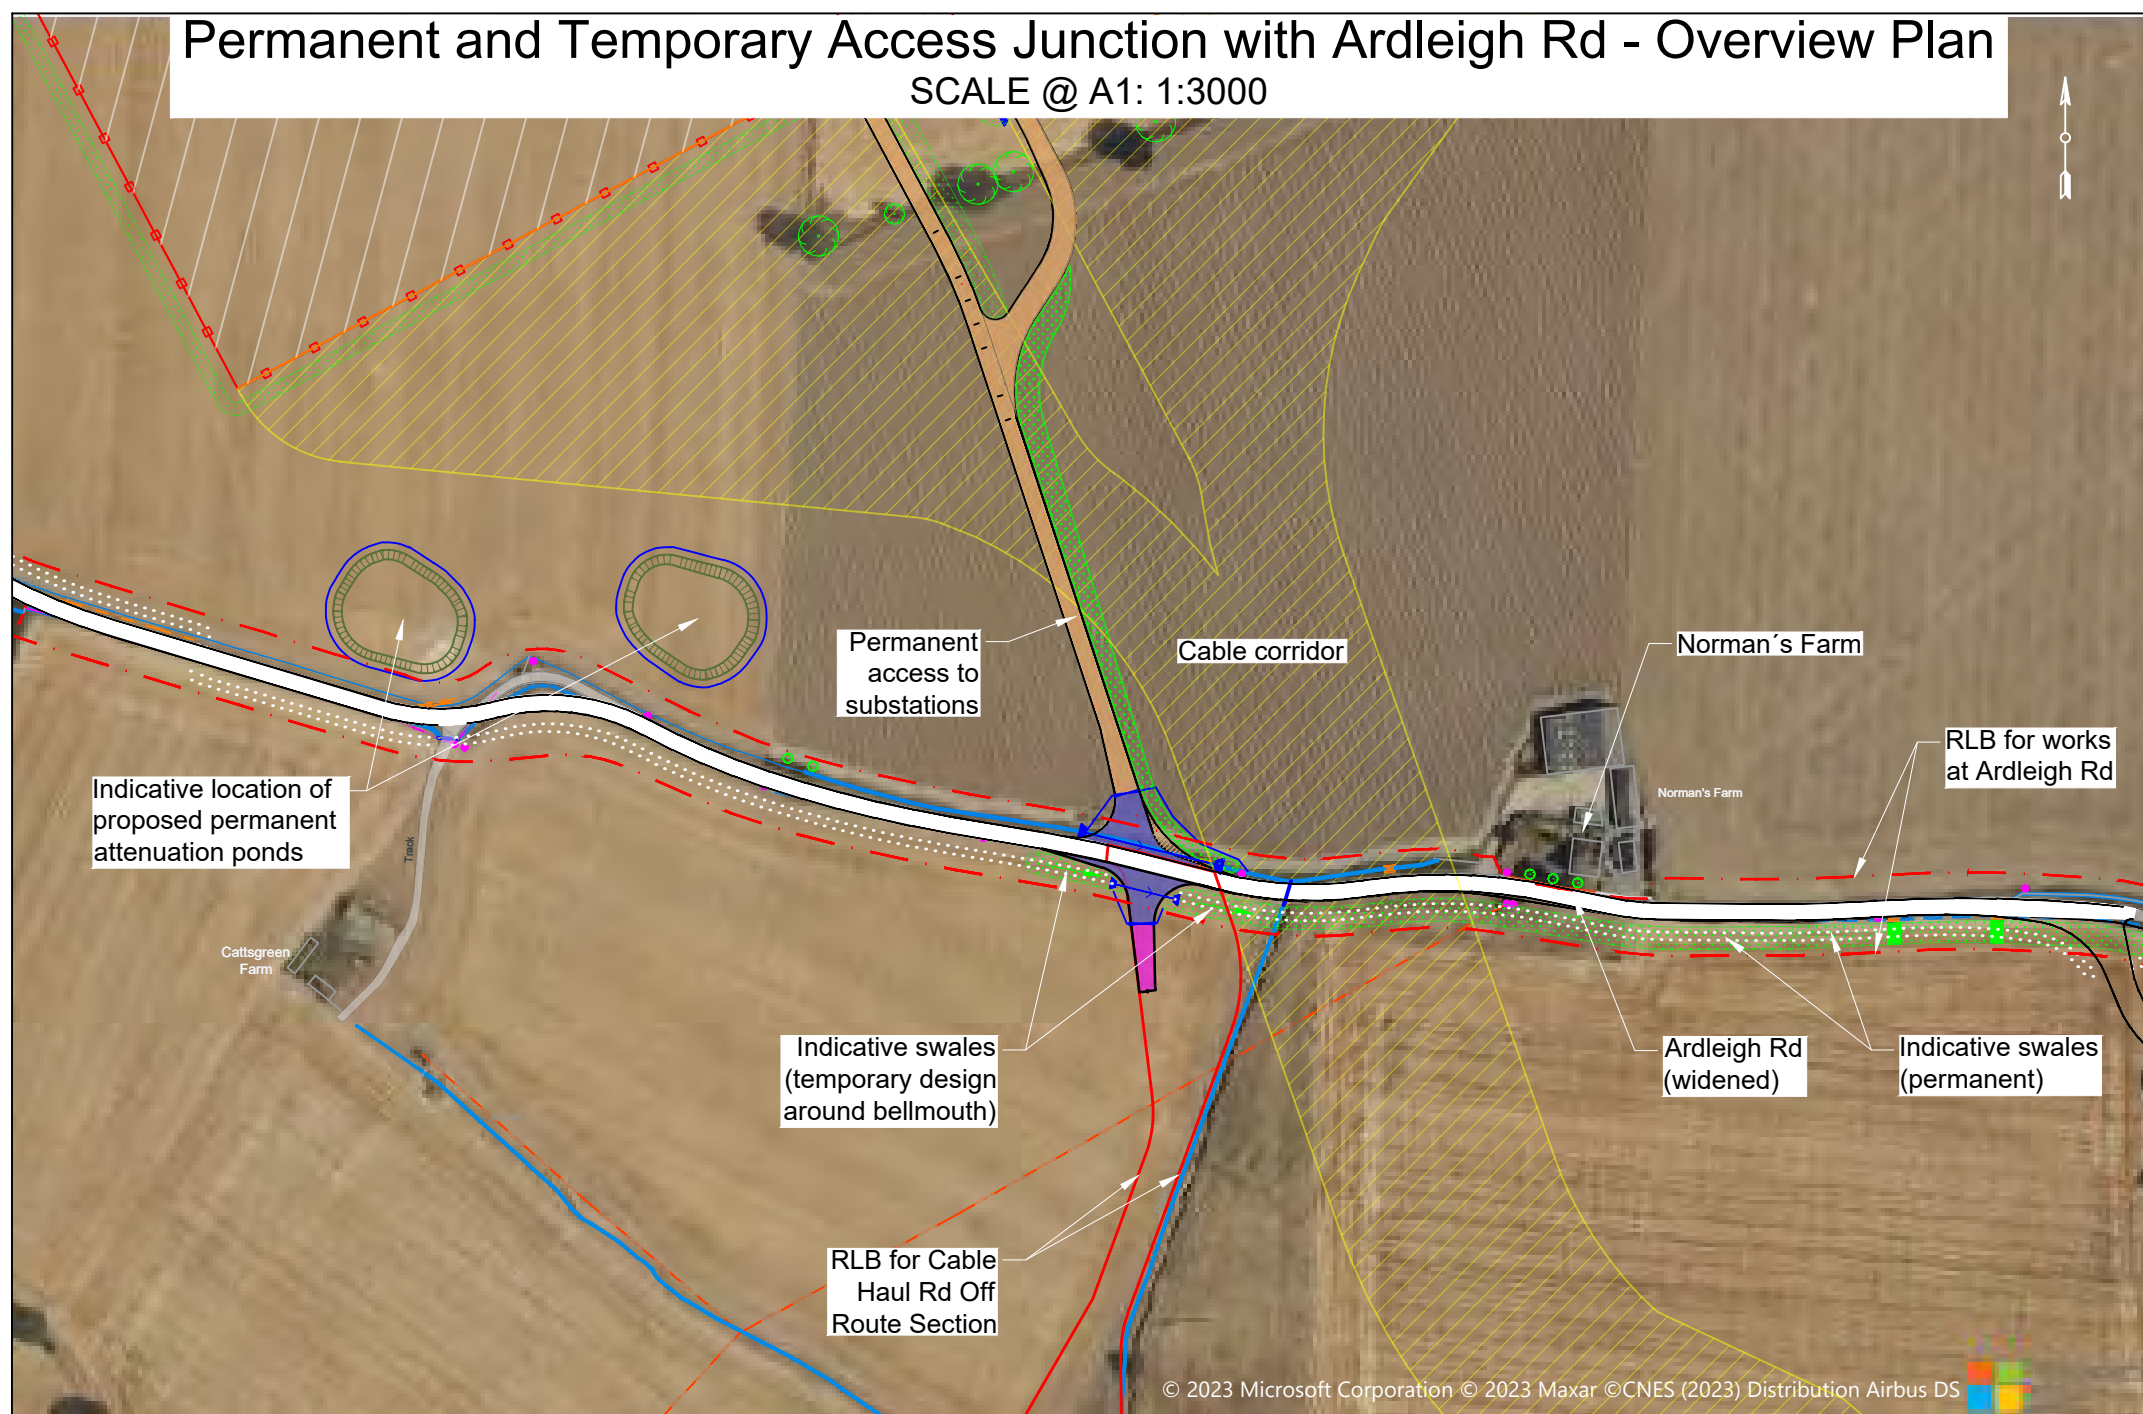 Permanent and Temporary Access Junction with Ardleigh Rd - Overview Plan
SCALE @ A1: 1:3000
Permanent
access to
substations
Cable corridor
Norman´s Farm
RLB for works
at Ardleigh Rd
Norman's Farm
Indicative location of
proposed permanent
attenuation ponds
Track
Cattsgreen
Farm
Indicative swales
(temporary design
around bellmouth)
Ardleigh Rd
(widened)
Indicative swales
(permanent)
RLB for Cable
Haul Rd Off
Route Section
© 2023 Microsoft Corporation © 2023 Maxar ©CNES (2023) Distribution Airbus DS